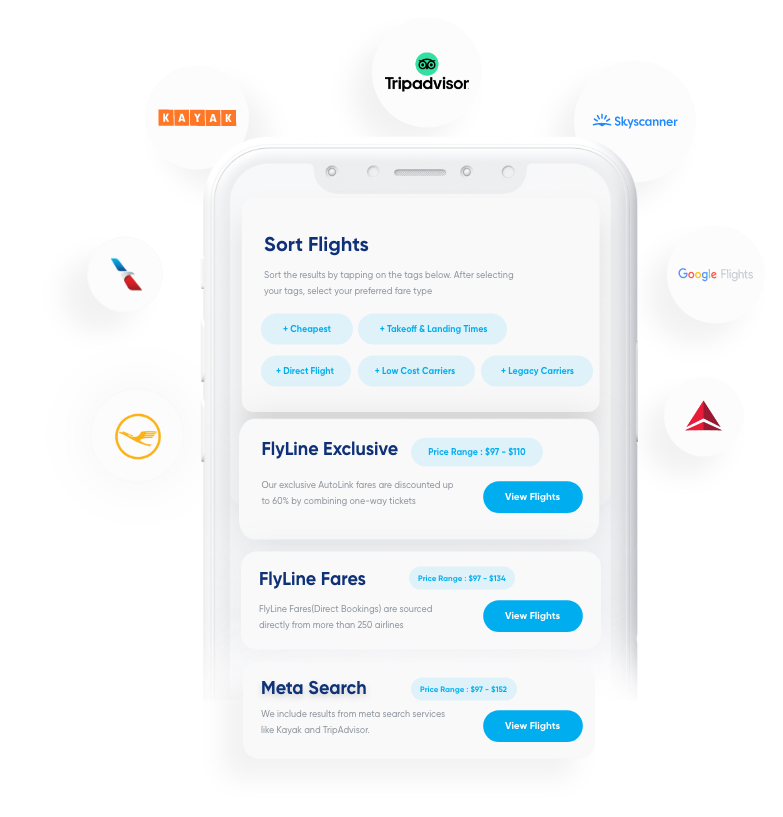 Tripadvisor
KAYAK
Skyscanner
Google Flights
Sort Flights
Sort the results by tapping on the tags below. After selecting
your tags, select your preferred fare type
+ Cheapest
+ Takeoff & Landing Times
+ Direct Flight
+ Low Cost Carriers
+ Legacy Carriers
FlyLine Exclusive
Price Range : $97 - $110
Our exclusive AutoLink fares are discounted up
to 60% by combining one-way tickets
View Flights
FlyLine Fares
Price Range : $97 - $134
FlyLine Fares(Direct Bookings) are sourced
directly from more than 250 airlines
View Flights
Meta Search
Price Range : $97 - $152
We include results from meta search services
like Kayak and TripAdvisor.
View Flights